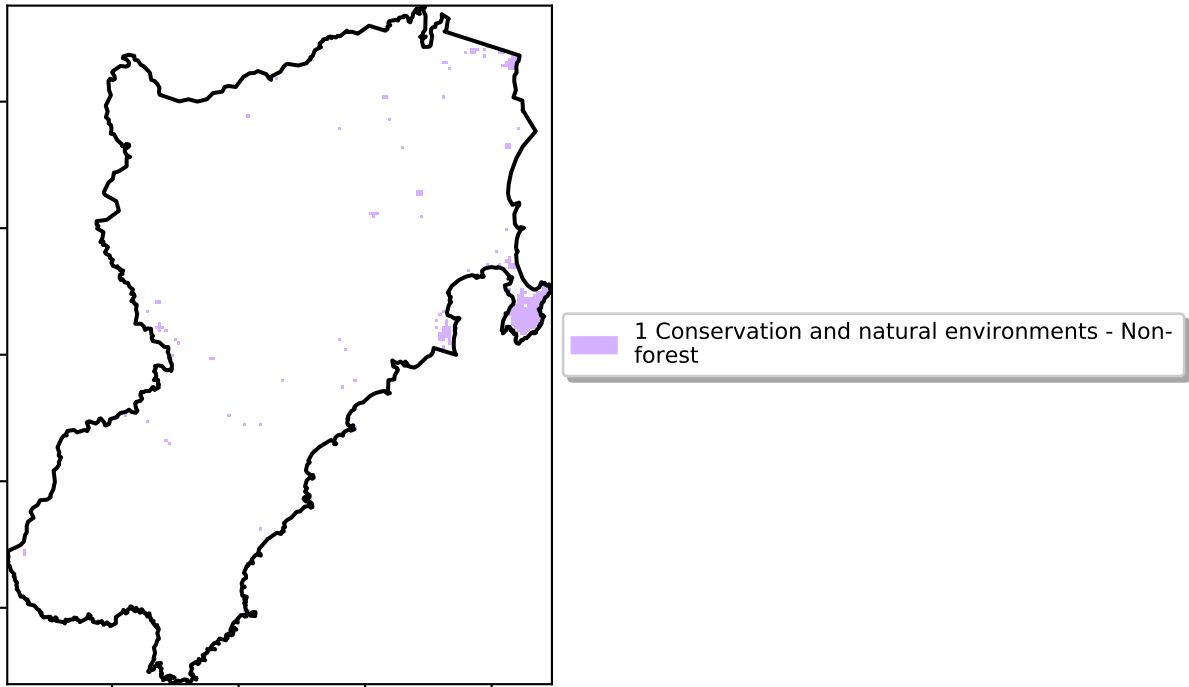 1 Conservation and natural environments - Non-
forest